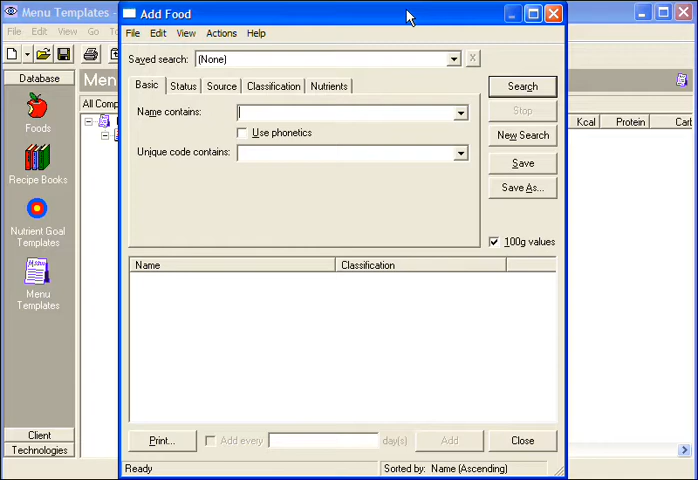 Menu Templates -
File Edit View Go
Database
Foods
Recipe Books
Nutrient Goal
Templates
Menu
Templates
Client
Technologies
Men
All Comp
Kcal Protein Cart
Add Food
File Edit View Actions Help
Saved search: (None) X
Basic Status Source Classification Nutrients
Name contains:
Use phonetics
Unique code contains:
Search
Stop
New Search
Save
Save As...
100g values
Name Classification
Print... Add every day(s) Add Close
Ready Sorted by: Name (Ascending)